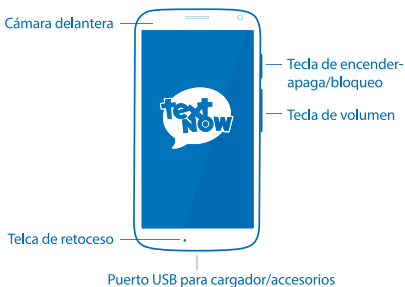 Cámara delantera
Tecla de encender-
apaga/bloqueo
Tecla de volumen
text
NOW
Telca de retoceso
Puerto USB para cargador/accesorios